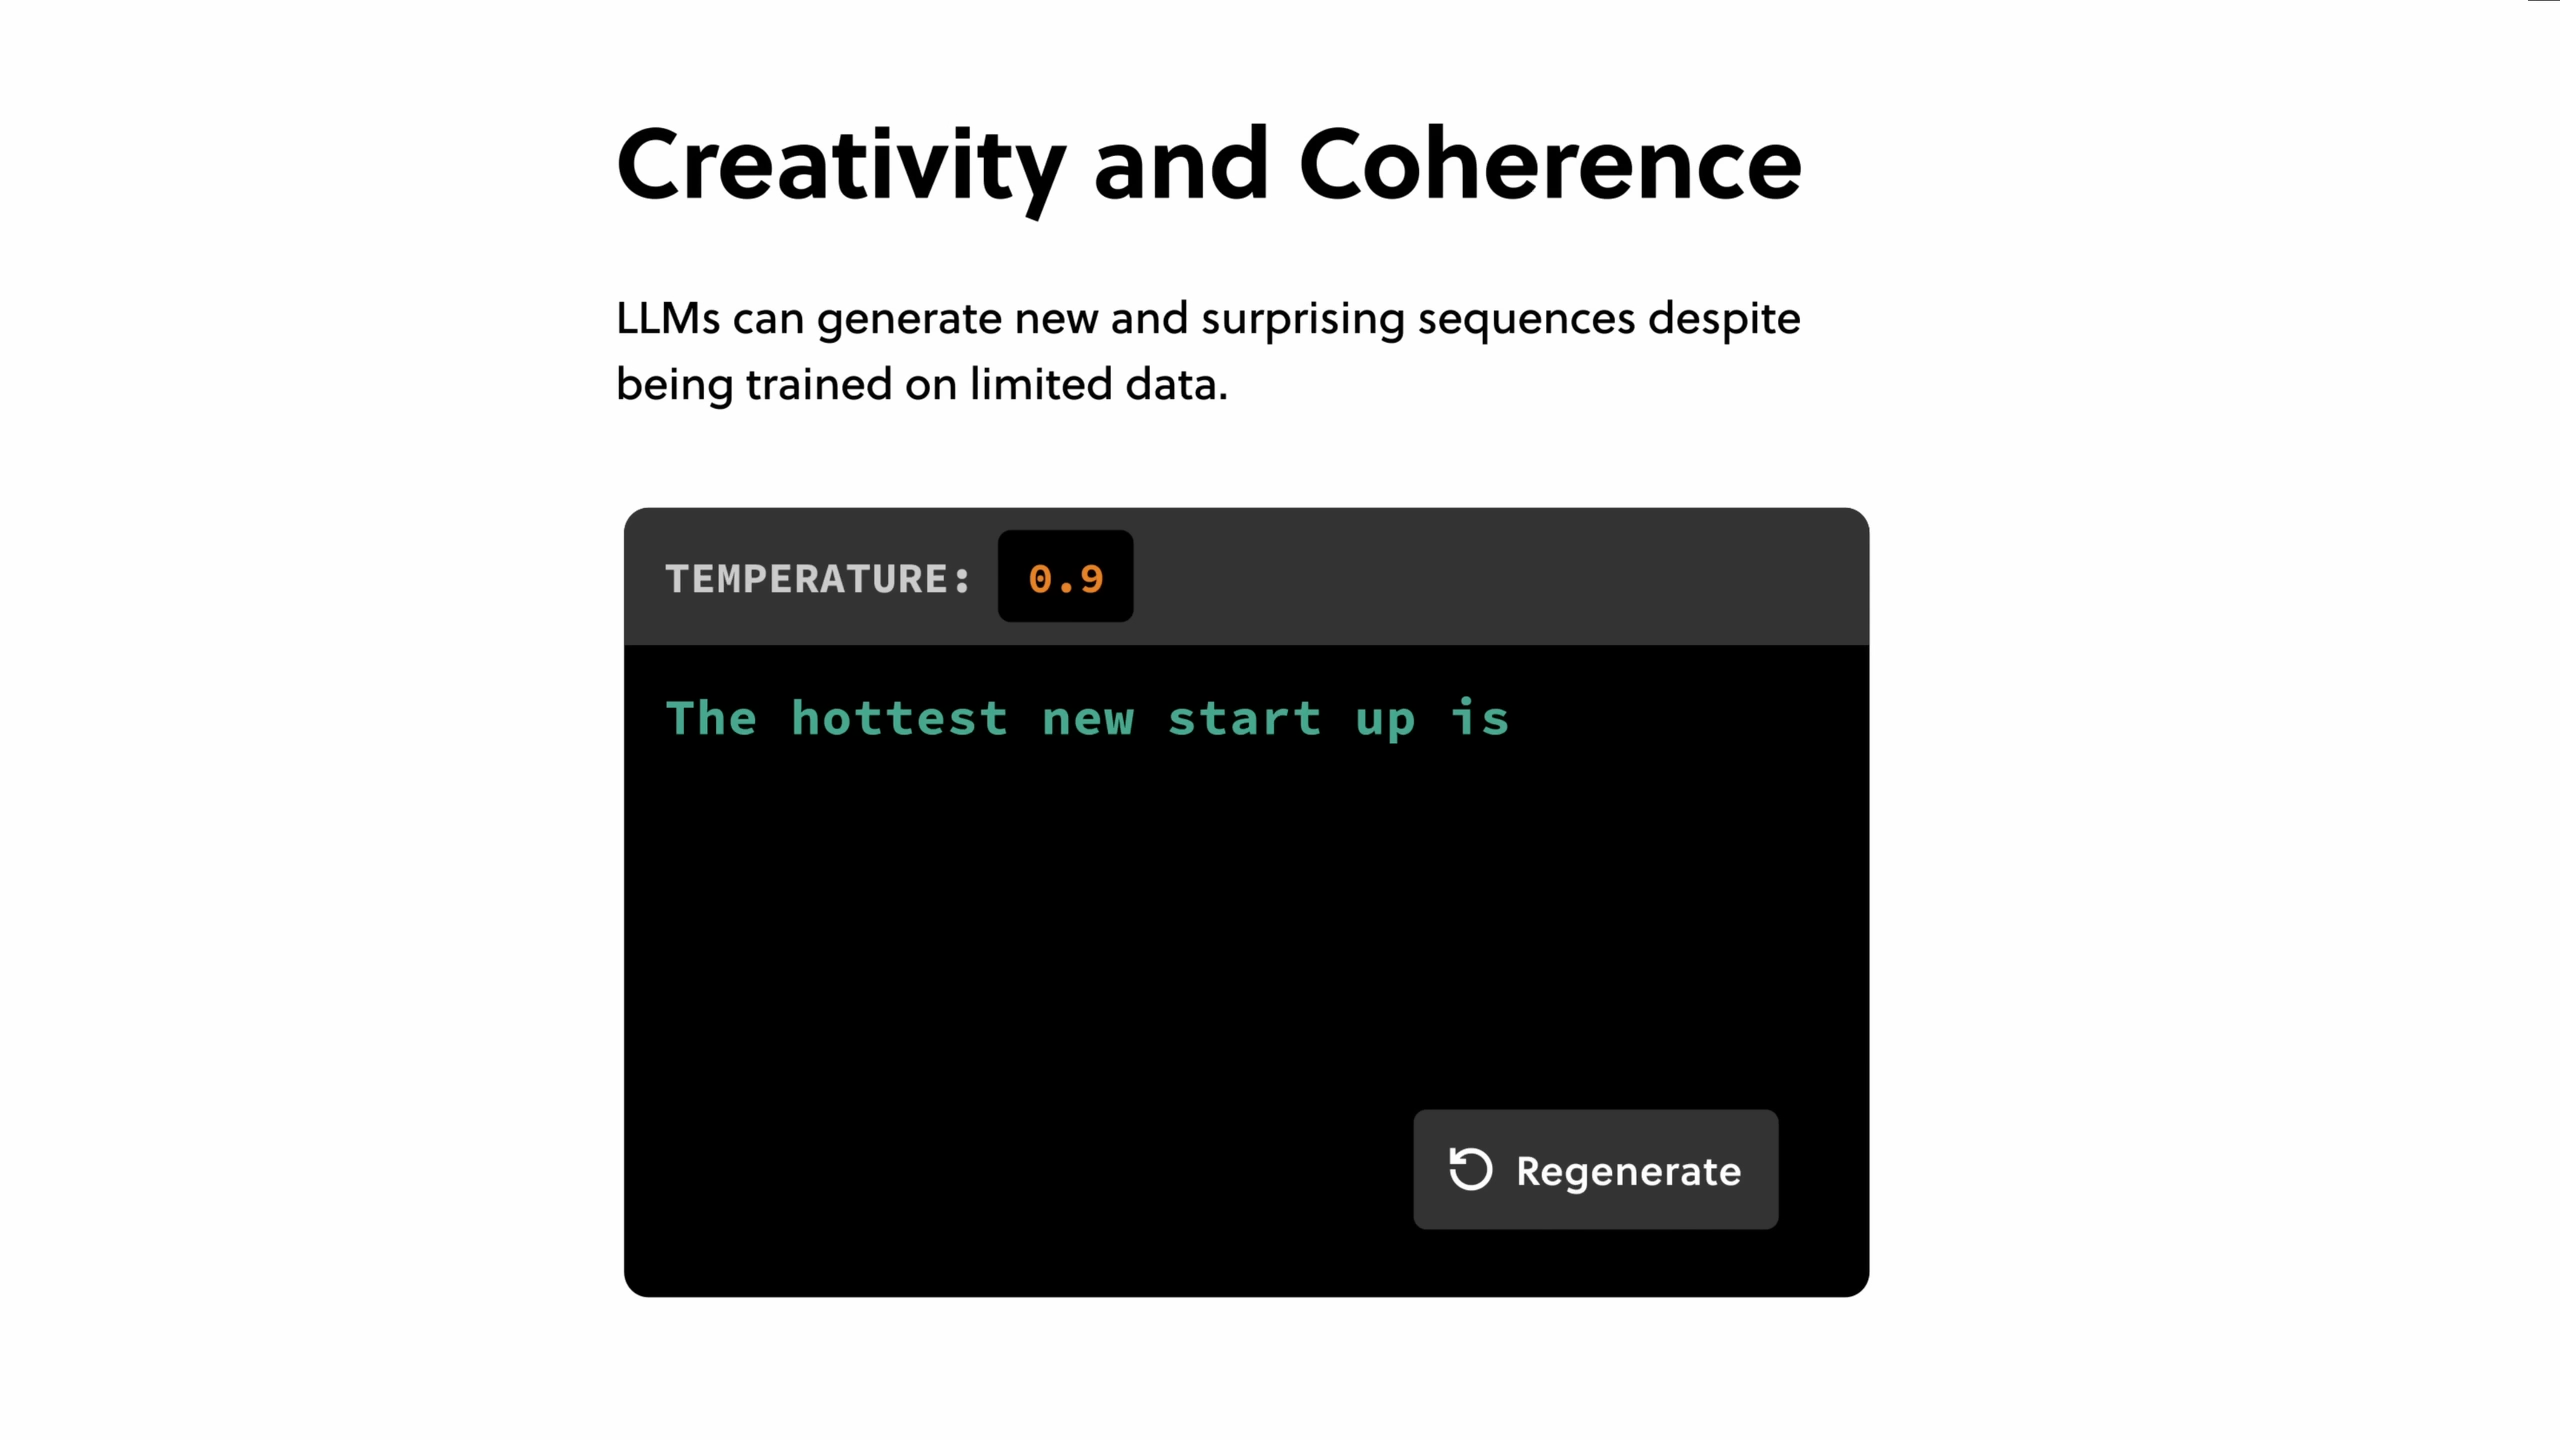 Creativity and Coherence
LLMs can generate new and surprising sequences despite
being trained on limited data.
TEMPERATURE: 0.9
The hottest new start up is
Regenerate